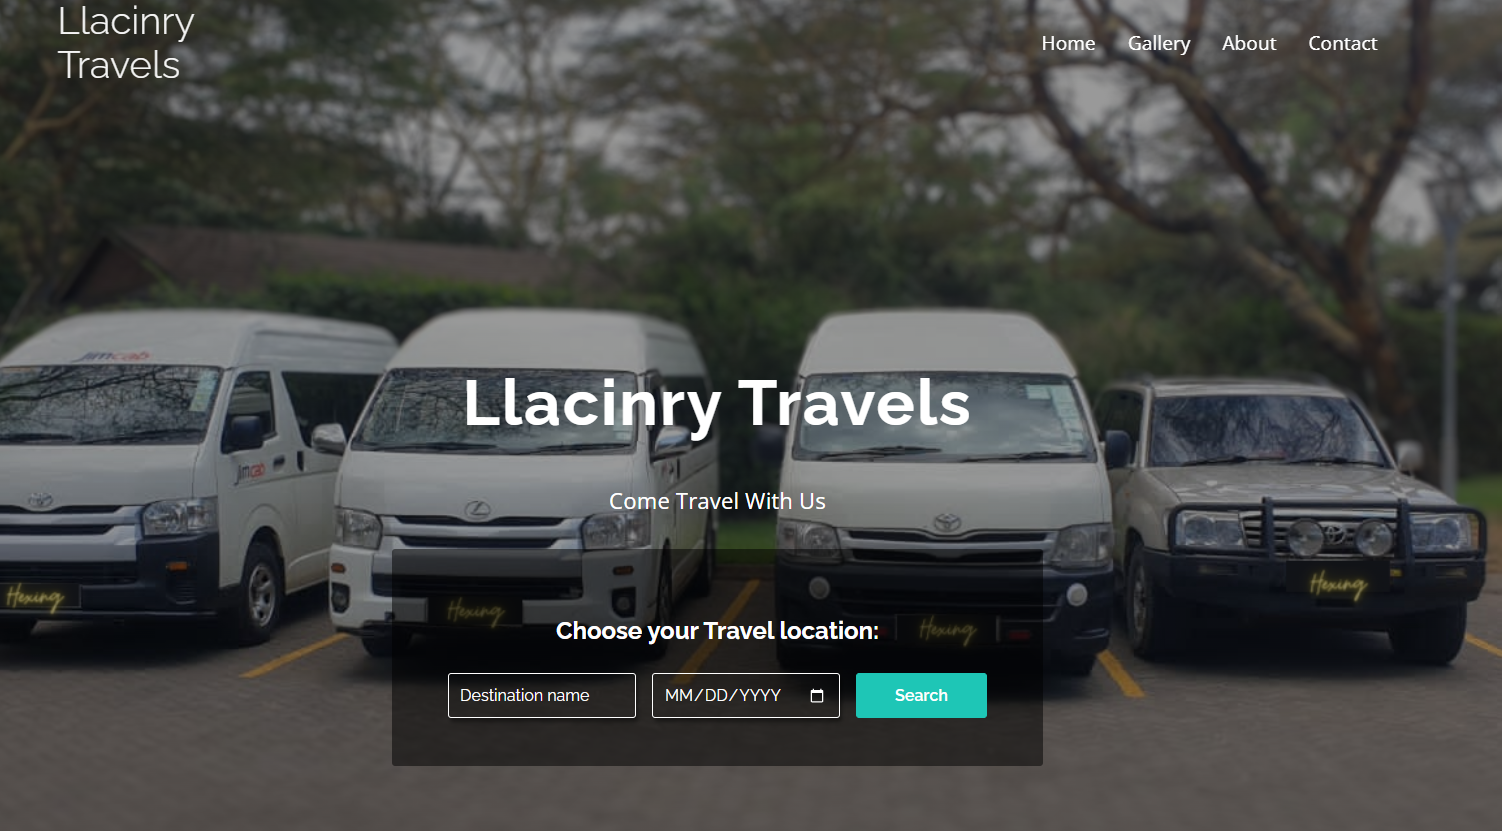 Llacinry
Travels
Home Gallery About Contact
Jimcab
Jimcab
Llacinry Travels
Come Travel With Us
Hexing
Hexing
Hexing
Hexing
Choose your Travel location:
Destination name MM/DD/YYYY Search